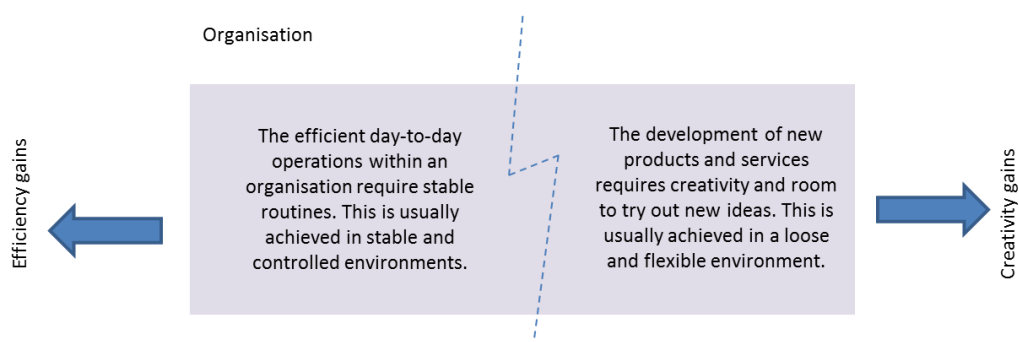 Organisation
Efficiency gains
The efficient day-to-day
operations within an
organisation require stable
routines. This is usually
achieved in stable and
controlled environments.
The development of new
products and services
requires creativity and room
to try out new ideas. This is
usually achieved in a loose
and flexible environment.
Creativity gains